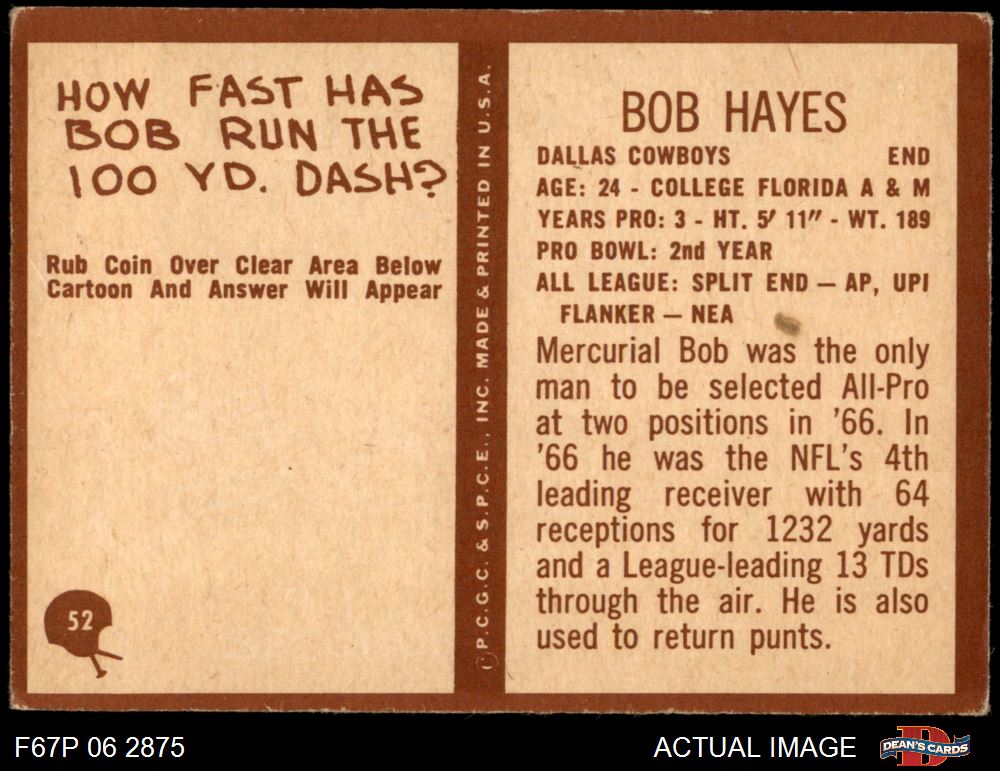 HOW FAST HAS
BOB RUN THE
100 YD. DASH?
Rub Coin Over Clear Area Below
Cartoon And Answer Will Appear
52
© P.C.G.C. & S.P.C.E., INC. MADE & PRINTED IN U.S.A.
BOB HAYES
DALLAS COWBOYS END
AGE: 24 - COLLEGE FLORIDA A & M
YEARS PRO: 3 - HT. 5' 11" - WT. 189
PRO BOWL: 2nd YEAR
ALL LEAGUE: SPLIT END — AP, UPI
FLANKER — NEA
Mercurial Bob was the only
man to be selected All-Pro
at two positions in '66. In
'66 he was the NFL's 4th
leading receiver with 64
receptions for 1232 yards
and a League-leading 13 TDs
through the air. He is also
used to return punts.
F67P 06 2875
ACTUAL IMAGE
D
DEAN'S CARDS